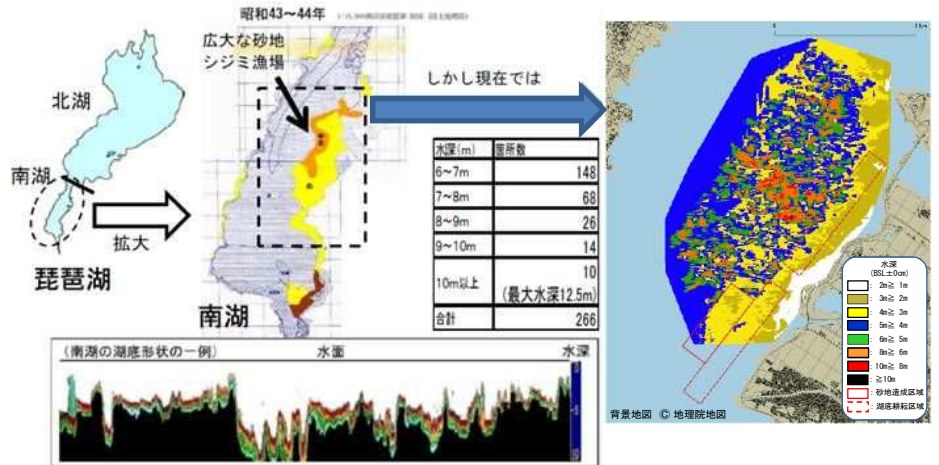 昭和43～44年
広大な砂地
シジミ漁場
しかし現在では
北湖
南湖
拡大
琵琶湖
南湖
水深(m) 箇所数
6～7m 148
7～8m 68
8～9m 26
9～10m 14
10m以上 10
(最大水深12.5m)
合計 266
(南湖の湖底形状の一例) 水面 水深
水深
(BSL±0cm)
: 2m≧ 1m
: 3m≧ 2m
: 4m≧ 3m
: 5m≧ 4m
: 6m≧ 5m
: 8m≧ 6m
: 10m≧ 8m
: ≧10m
: 砂地造成区域
: 湖底耕耘区域
背景地図 © 地理院地図